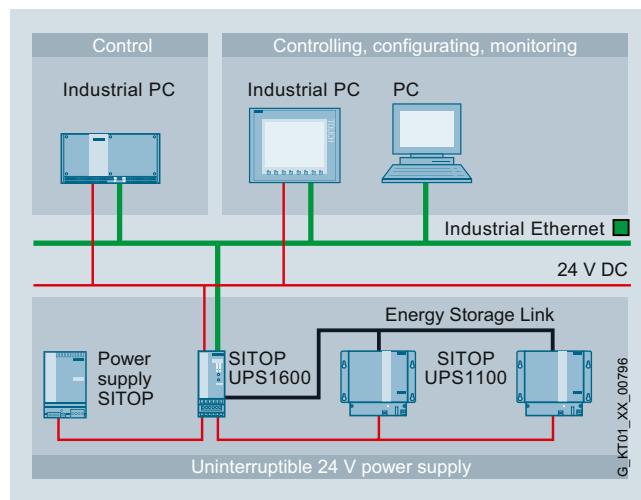 Control
Controlling, configurating, monitoring
Industrial PC
Industrial PC
PC
Industrial Ethernet
24 V DC
Energy Storage Link
Power
supply
SITOP
SITOP
UPS1600
SITOP
UPS1100
Uninterruptible 24 V power supply
G_KT01_XX_00796